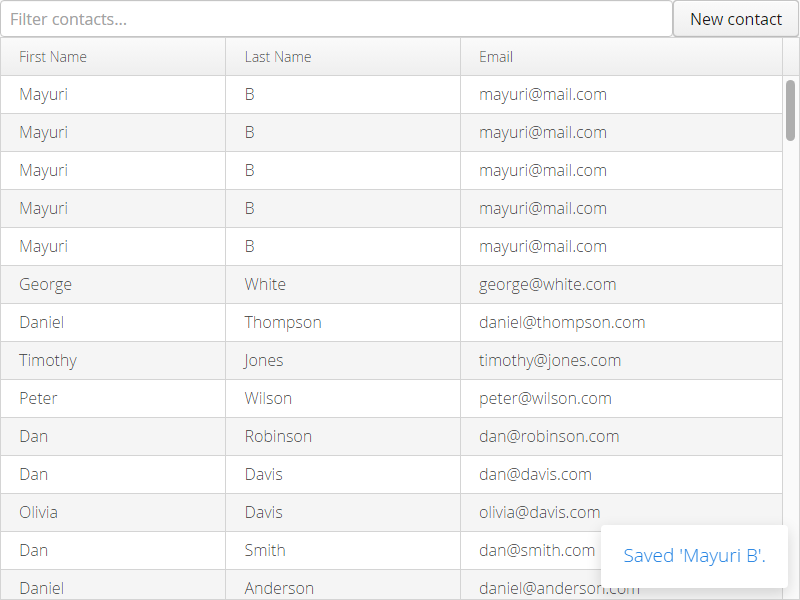 Filter contacts... New contact
First Name Last Name Email
Mayuri B mayuri@mail.com
Mayuri B mayuri@mail.com
Mayuri B mayuri@mail.com
Mayuri B mayuri@mail.com
Mayuri B mayuri@mail.com
George White george@white.com
Daniel Thompson daniel@thompson.com
Timothy Jones timothy@jones.com
Peter Wilson peter@wilson.com
Dan Robinson dan@robinson.com
Dan Davis dan@davis.com
Olivia Davis olivia@davis.com
Dan Smith dan@smith.com
Saved 'Mayuri B'.
Daniel Anderson daniel@anderson.com